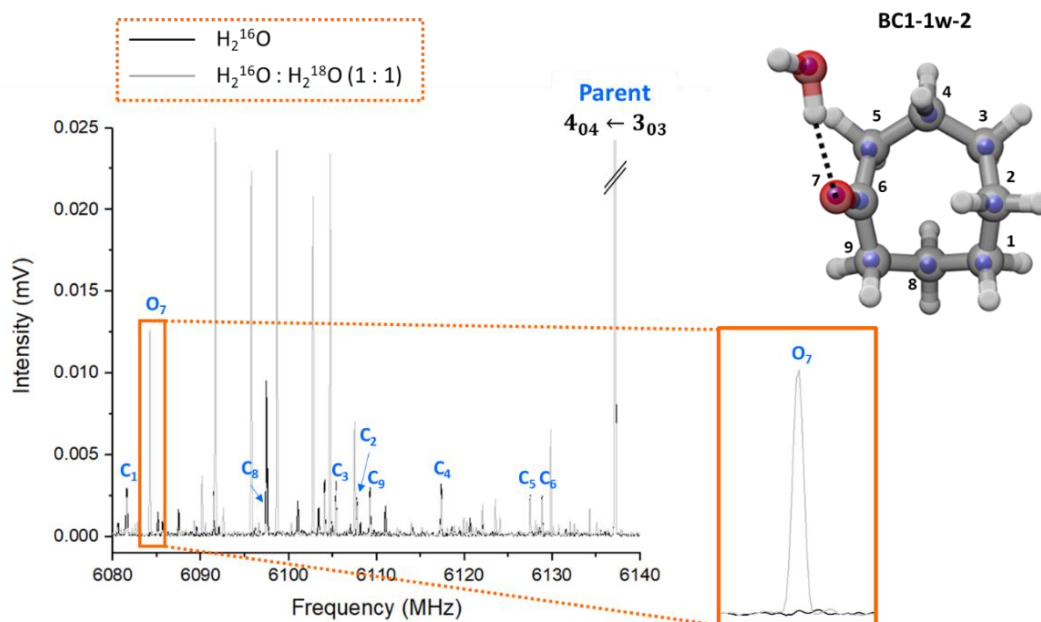 BC1-1w-2
H₂¹⁶O
H₂¹⁶O : H₂¹⁸O (1 : 1)
Parent
4₀₄ ← 3₀₃
4
5
3
7
6
2
9
1
8
0.025
0.020
0.015
0.010
0.005
0.000
Intensity (mV)
O₇
C₁
C₈
C₃
C₂
C₉
C₄
C₅
C₆
O₇
6080
6090
6100
6110
6120
6130
6140
Frequency (MHz)